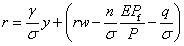 r = γ/σ y + (rw − n/σ EP_t/P − q/σ